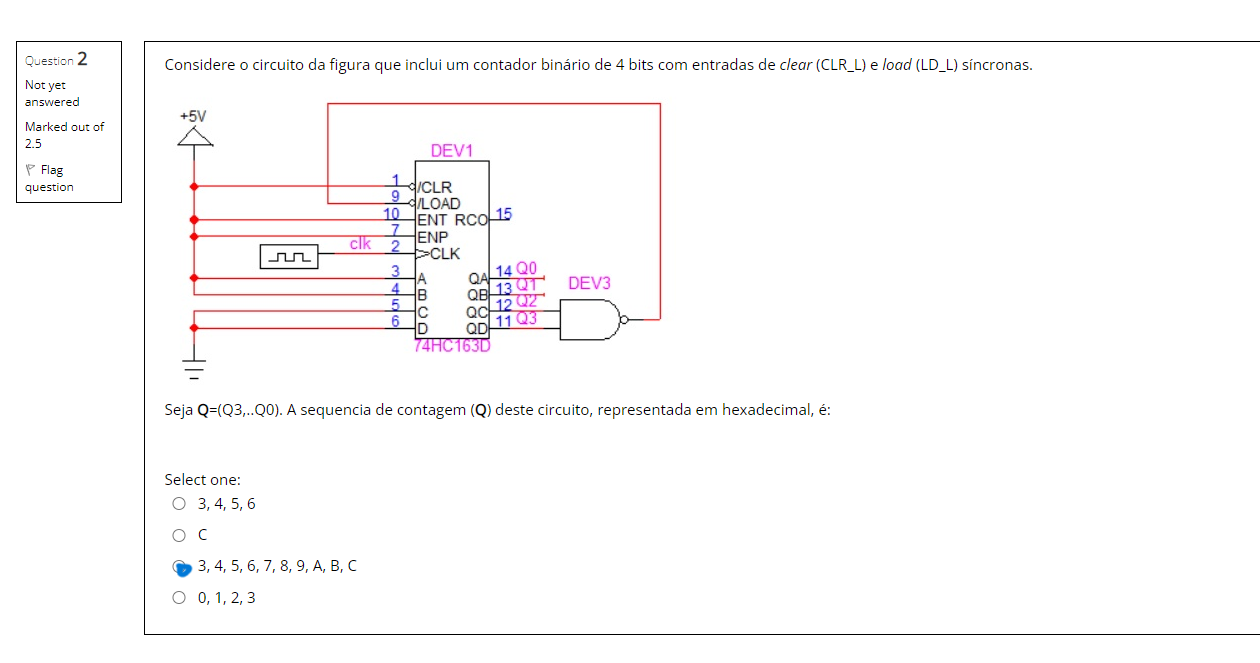 Question 2
Not yet
answered
Marked out of
2.5
Flag
question
Considere o circuito da figura que inclui um contador binário de 4 bits com entradas de clear (CLR_L) e load (LD_L) síncronas.
+5V
DEV1
1 /CLR
9 /LOAD
10 ENT RCO 15
7 ENP
clk 2 CLK
3 A QA 14 Q0
4 B QB 13 Q1
5 C QC 12 Q2
6 D QD 11 Q3
DEV3
74HC163D
Seja Q=(Q3,..Q0). A sequencia de contagem (Q) deste circuito, representada em hexadecimal, é:
Select one:
3, 4, 5, 6
C
3, 4, 5, 6, 7, 8, 9, A, B, C
0, 1, 2, 3